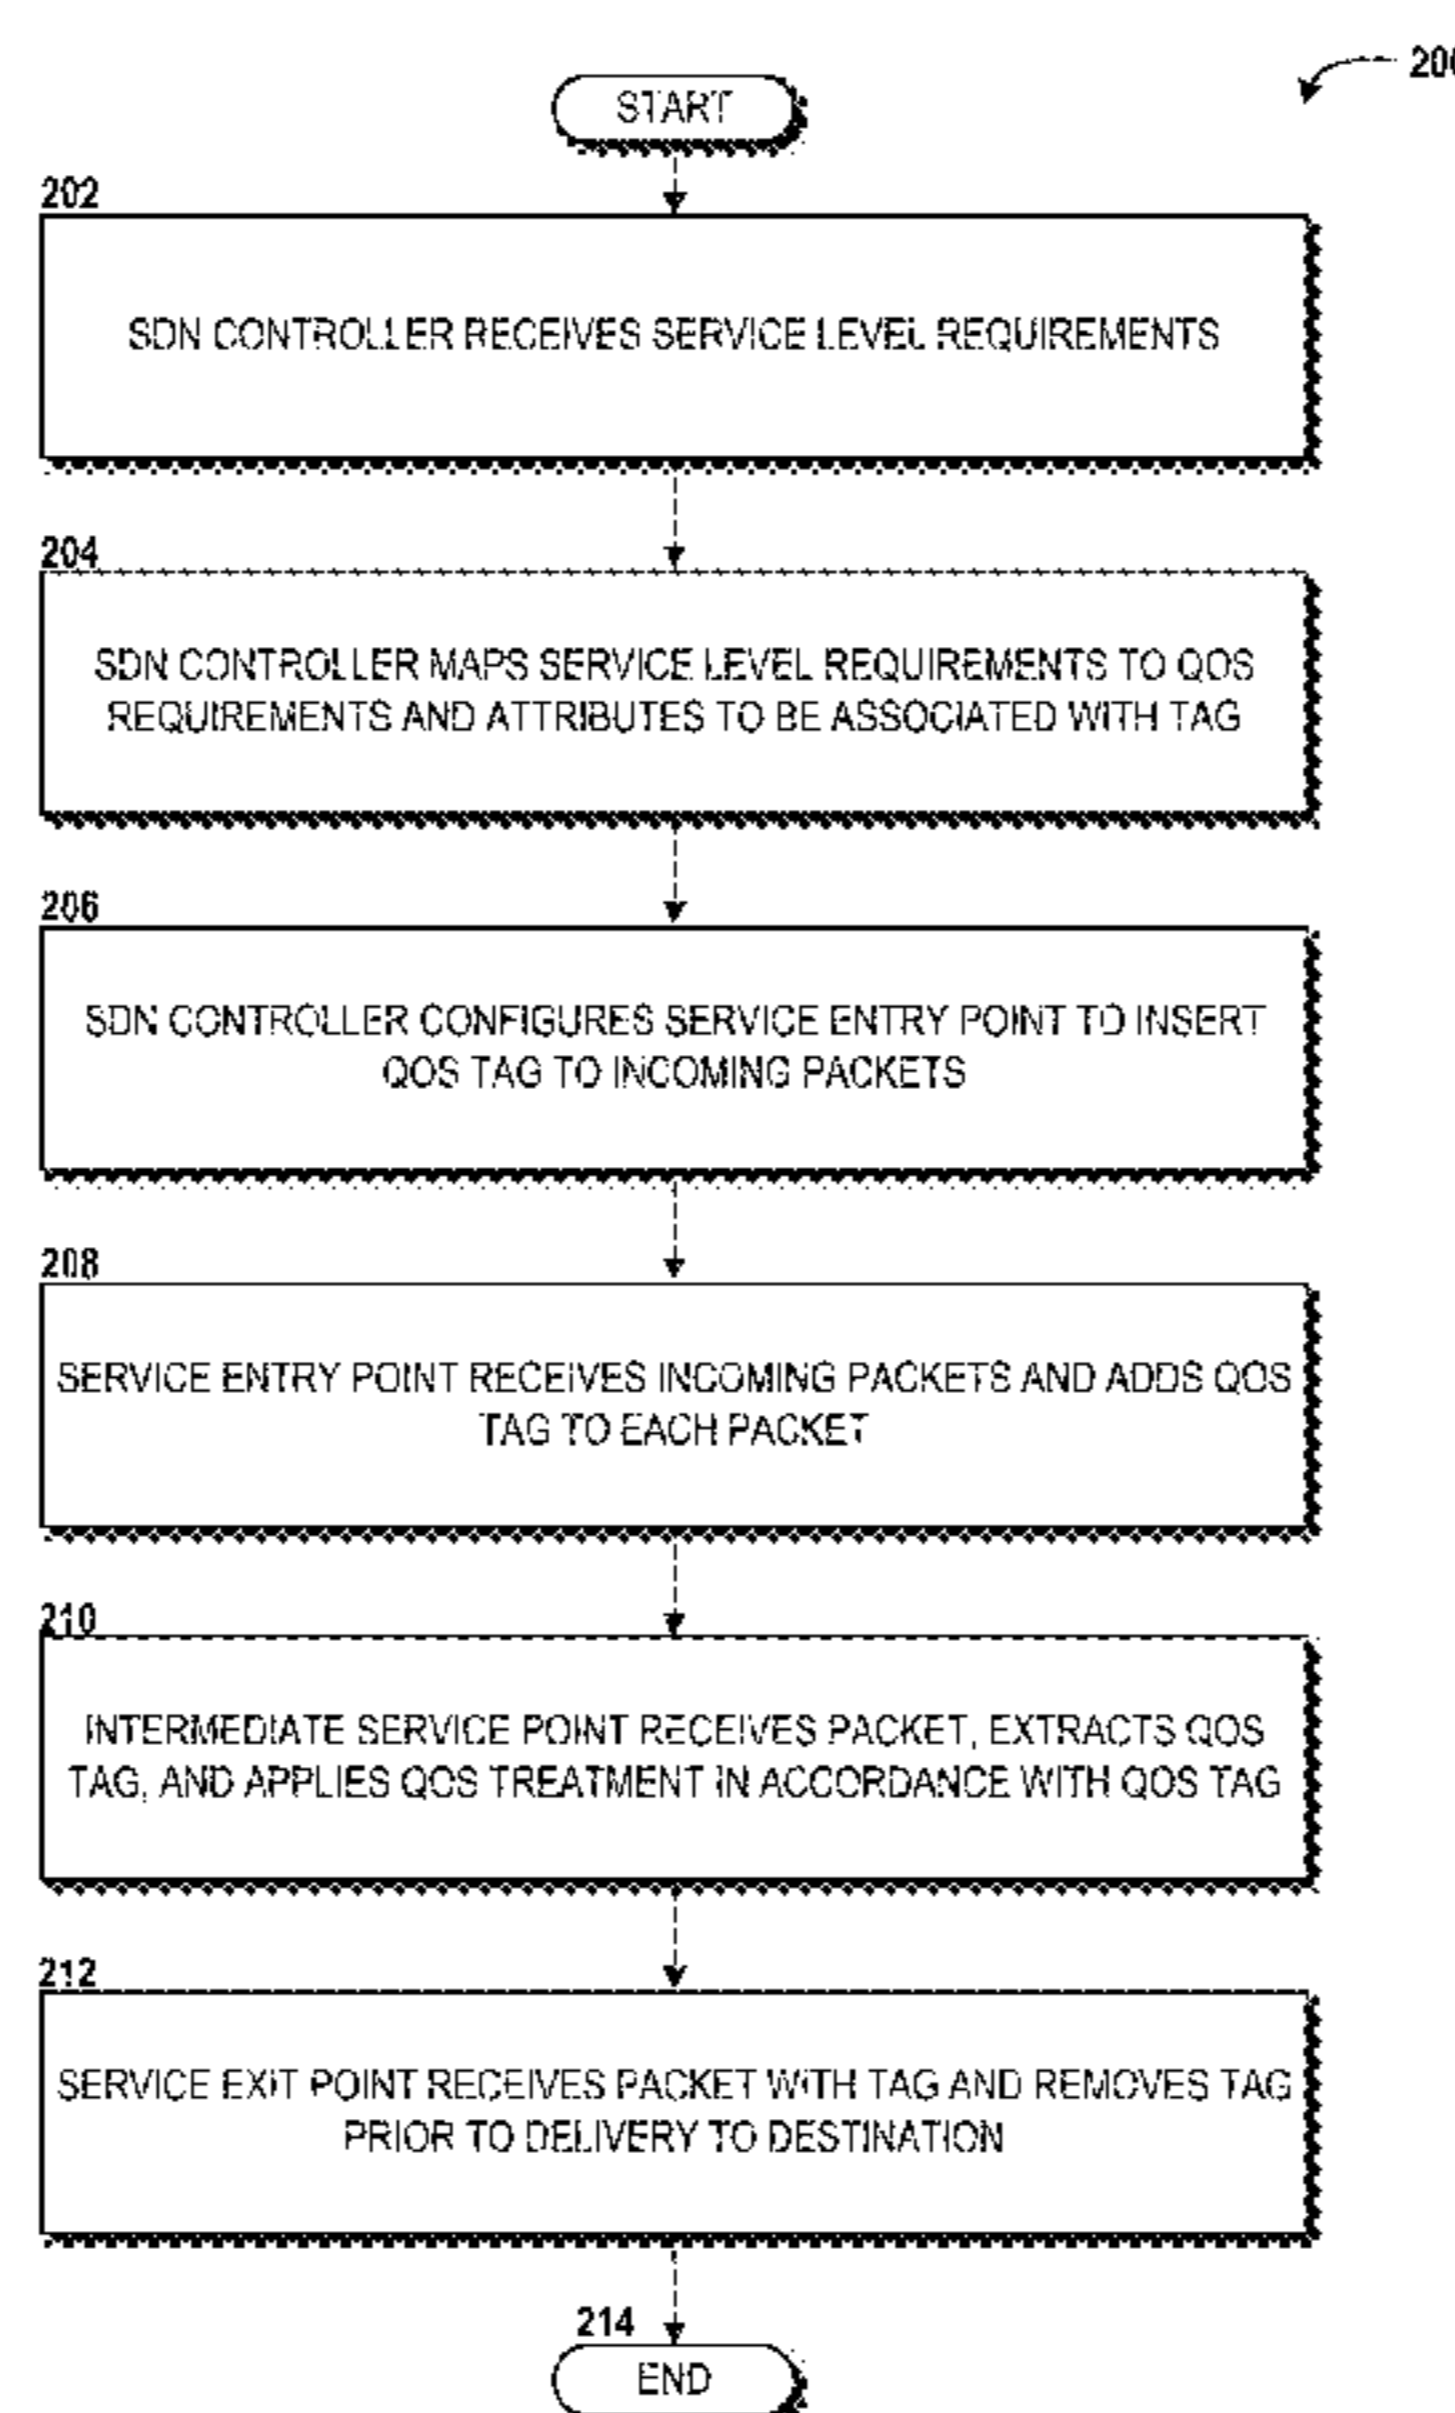 200
START
202
SDN CONTROLLER RECEIVES SERVICE LEVEL REQUIREMENTS
204
SDN CONTROLLER MAPS SERVICE LEVEL REQUIREMENTS TO QOS
REQUIREMENTS AND ATTRIBUTES TO BE ASSOCIATED WITH TAG
206
SDN CONTROLLER CONFIGURES SERVICE ENTRY POINT TO INSERT
QOS TAG TO INCOMING PACKETS
208
SERVICE ENTRY POINT RECEIVES INCOMING PACKETS AND ADDS QOS
TAG TO EACH PACKET
210
INTERMEDIATE SERVICE POINT RECEIVES PACKET, EXTRACTS QOS
TAG, AND APPLIES QOS TREATMENT IN ACCORDANCE WITH QOS TAG
212
SERVICE EXIT POINT RECEIVES PACKET WITH TAG AND REMOVES TAG
PRIOR TO DELIVERY TO DESTINATION
214
END